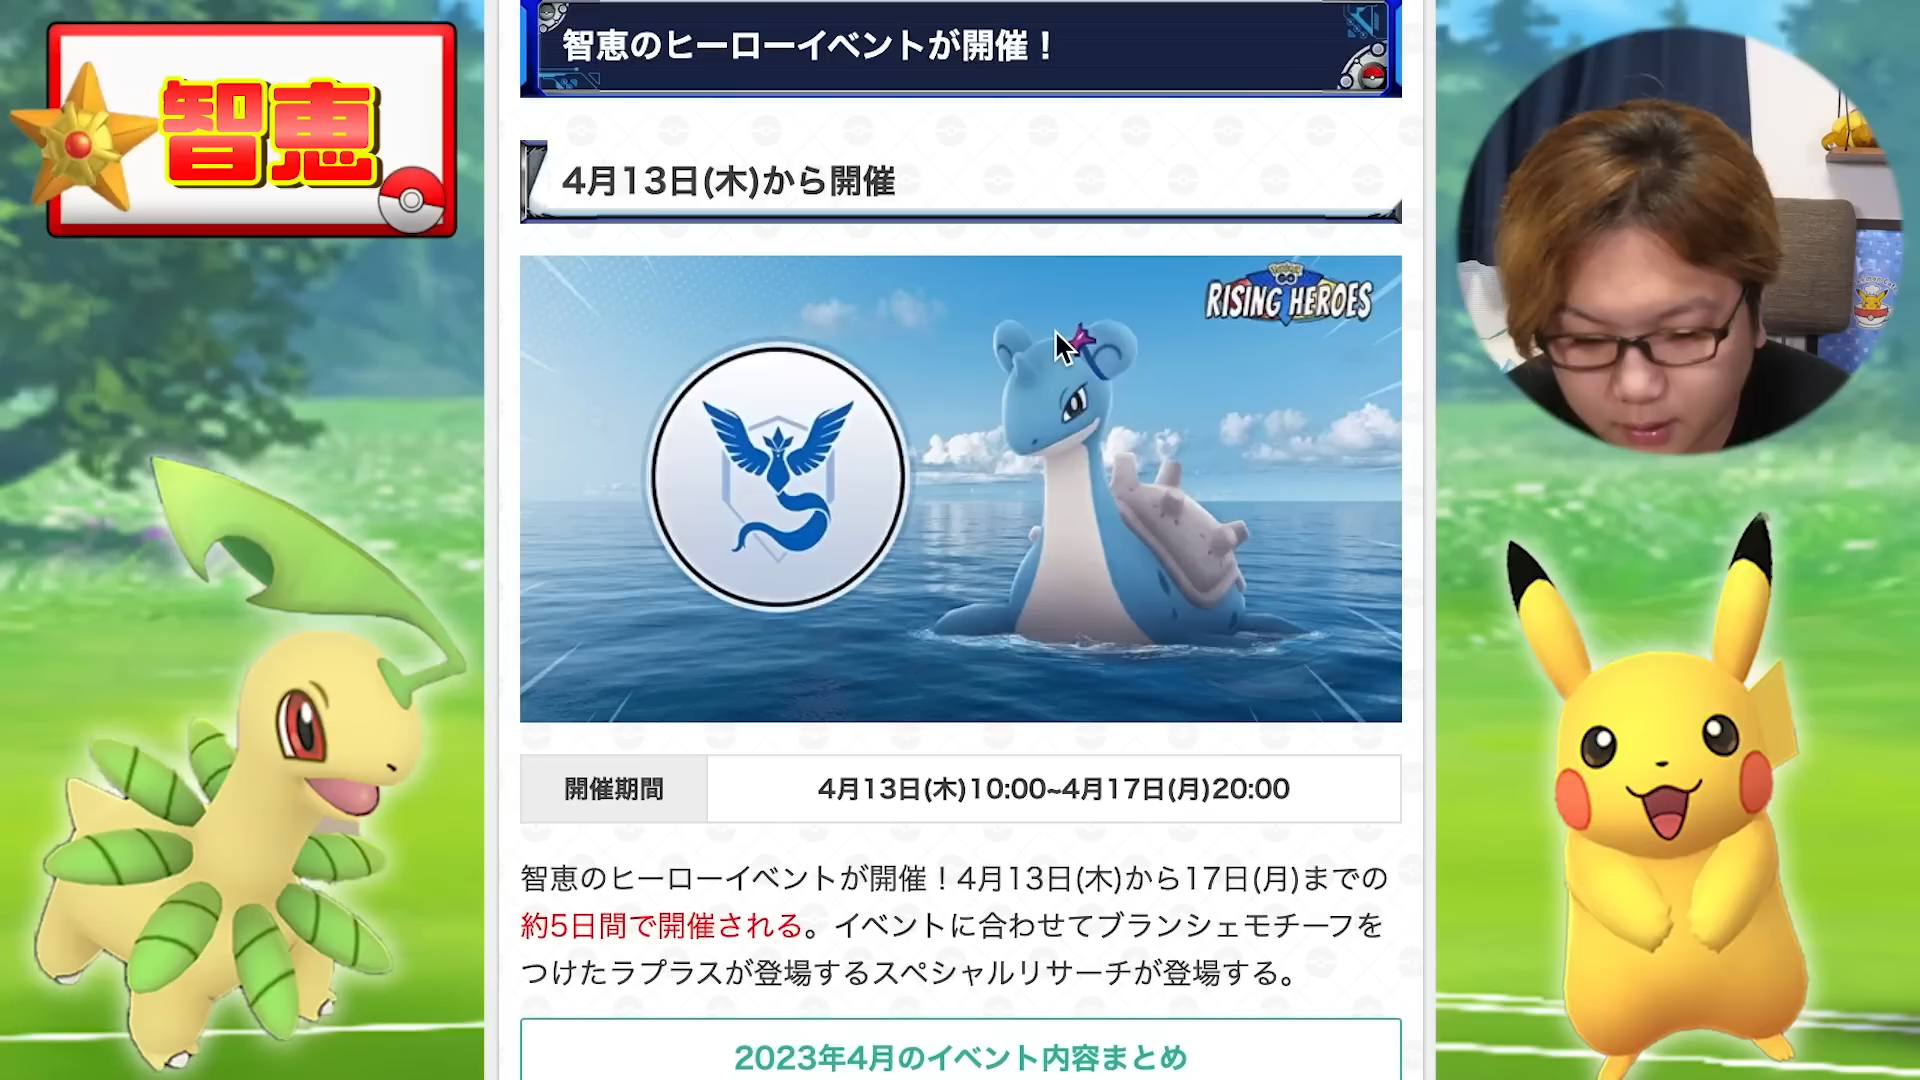 智恵
智恵のヒーローイベントが開催！
4月13日(木)から開催
Pokémon GO
RISING HEROES
開催期間
4月13日(木)10:00~4月17日(月)20:00
智恵のヒーローイベントが開催！4月13日(木)から17日(月)までの
約5日間で開催される。イベントに合わせてブランシェモチーフを
つけたラプラスが登場するスペシャルリサーチが登場する。
2023年4月のイベント内容まとめ